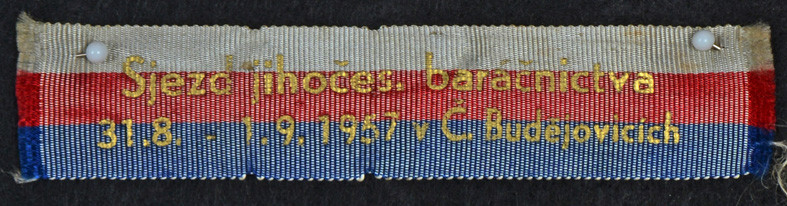 Sjezd jihočes. baráčnictva
31.8. - 1.9. 1957 v Č. Budějovicích